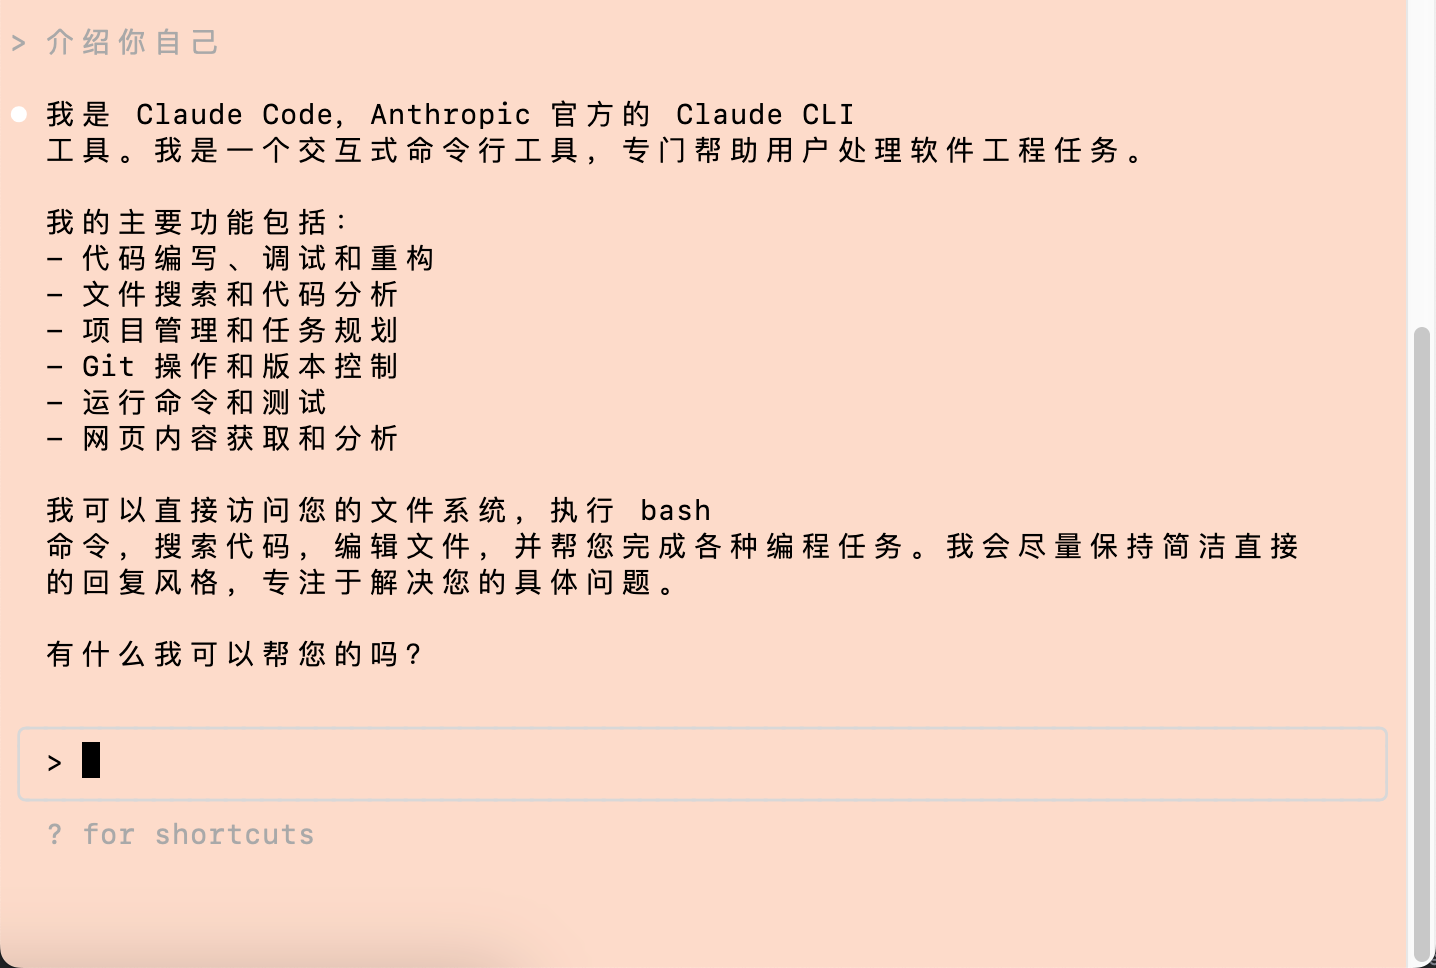 > 介绍你自己
我是 Claude Code, Anthropic 官方的 Claude CLI
工具。我是一个交互式命令行工具，专门帮助用户处理软件工程任务。
我的主要功能包括：
- 代码编写、调试和重构
- 文件搜索和代码分析
- 项目管理和任务规划
- Git 操作和版本控制
- 运行命令和测试
- 网页内容获取和分析
我可以直接访问您的文件系统，执行 bash
命令，搜索代码，编辑文件，并帮您完成各种编程任务。我会尽量保持简洁直接
的回复风格，专注于解决您的具体问题。
有什么我可以帮您的吗？
>
? for shortcuts